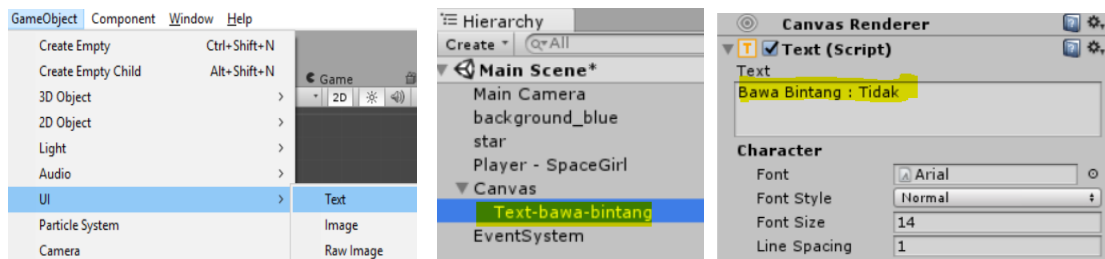 GameObject Component Window Help
Create Empty Ctrl+Shift+N
Create Empty Child Alt+Shift+N
3D Object
2D Object
Light
Audio
UI
Particle System
Camera
Text
Image
Raw Image
Game
2D
Hierarchy
Create All
Main Scene*
Main Camera
background_blue
star
Player - SpaceGirl
Canvas
Text-bawa-bintang
EventSystem
Canvas Renderer
Text (Script)
Text
Bawa Bintang : Tidak
Character
Font Arial
Font Style Normal
Font Size 14
Line Spacing 1